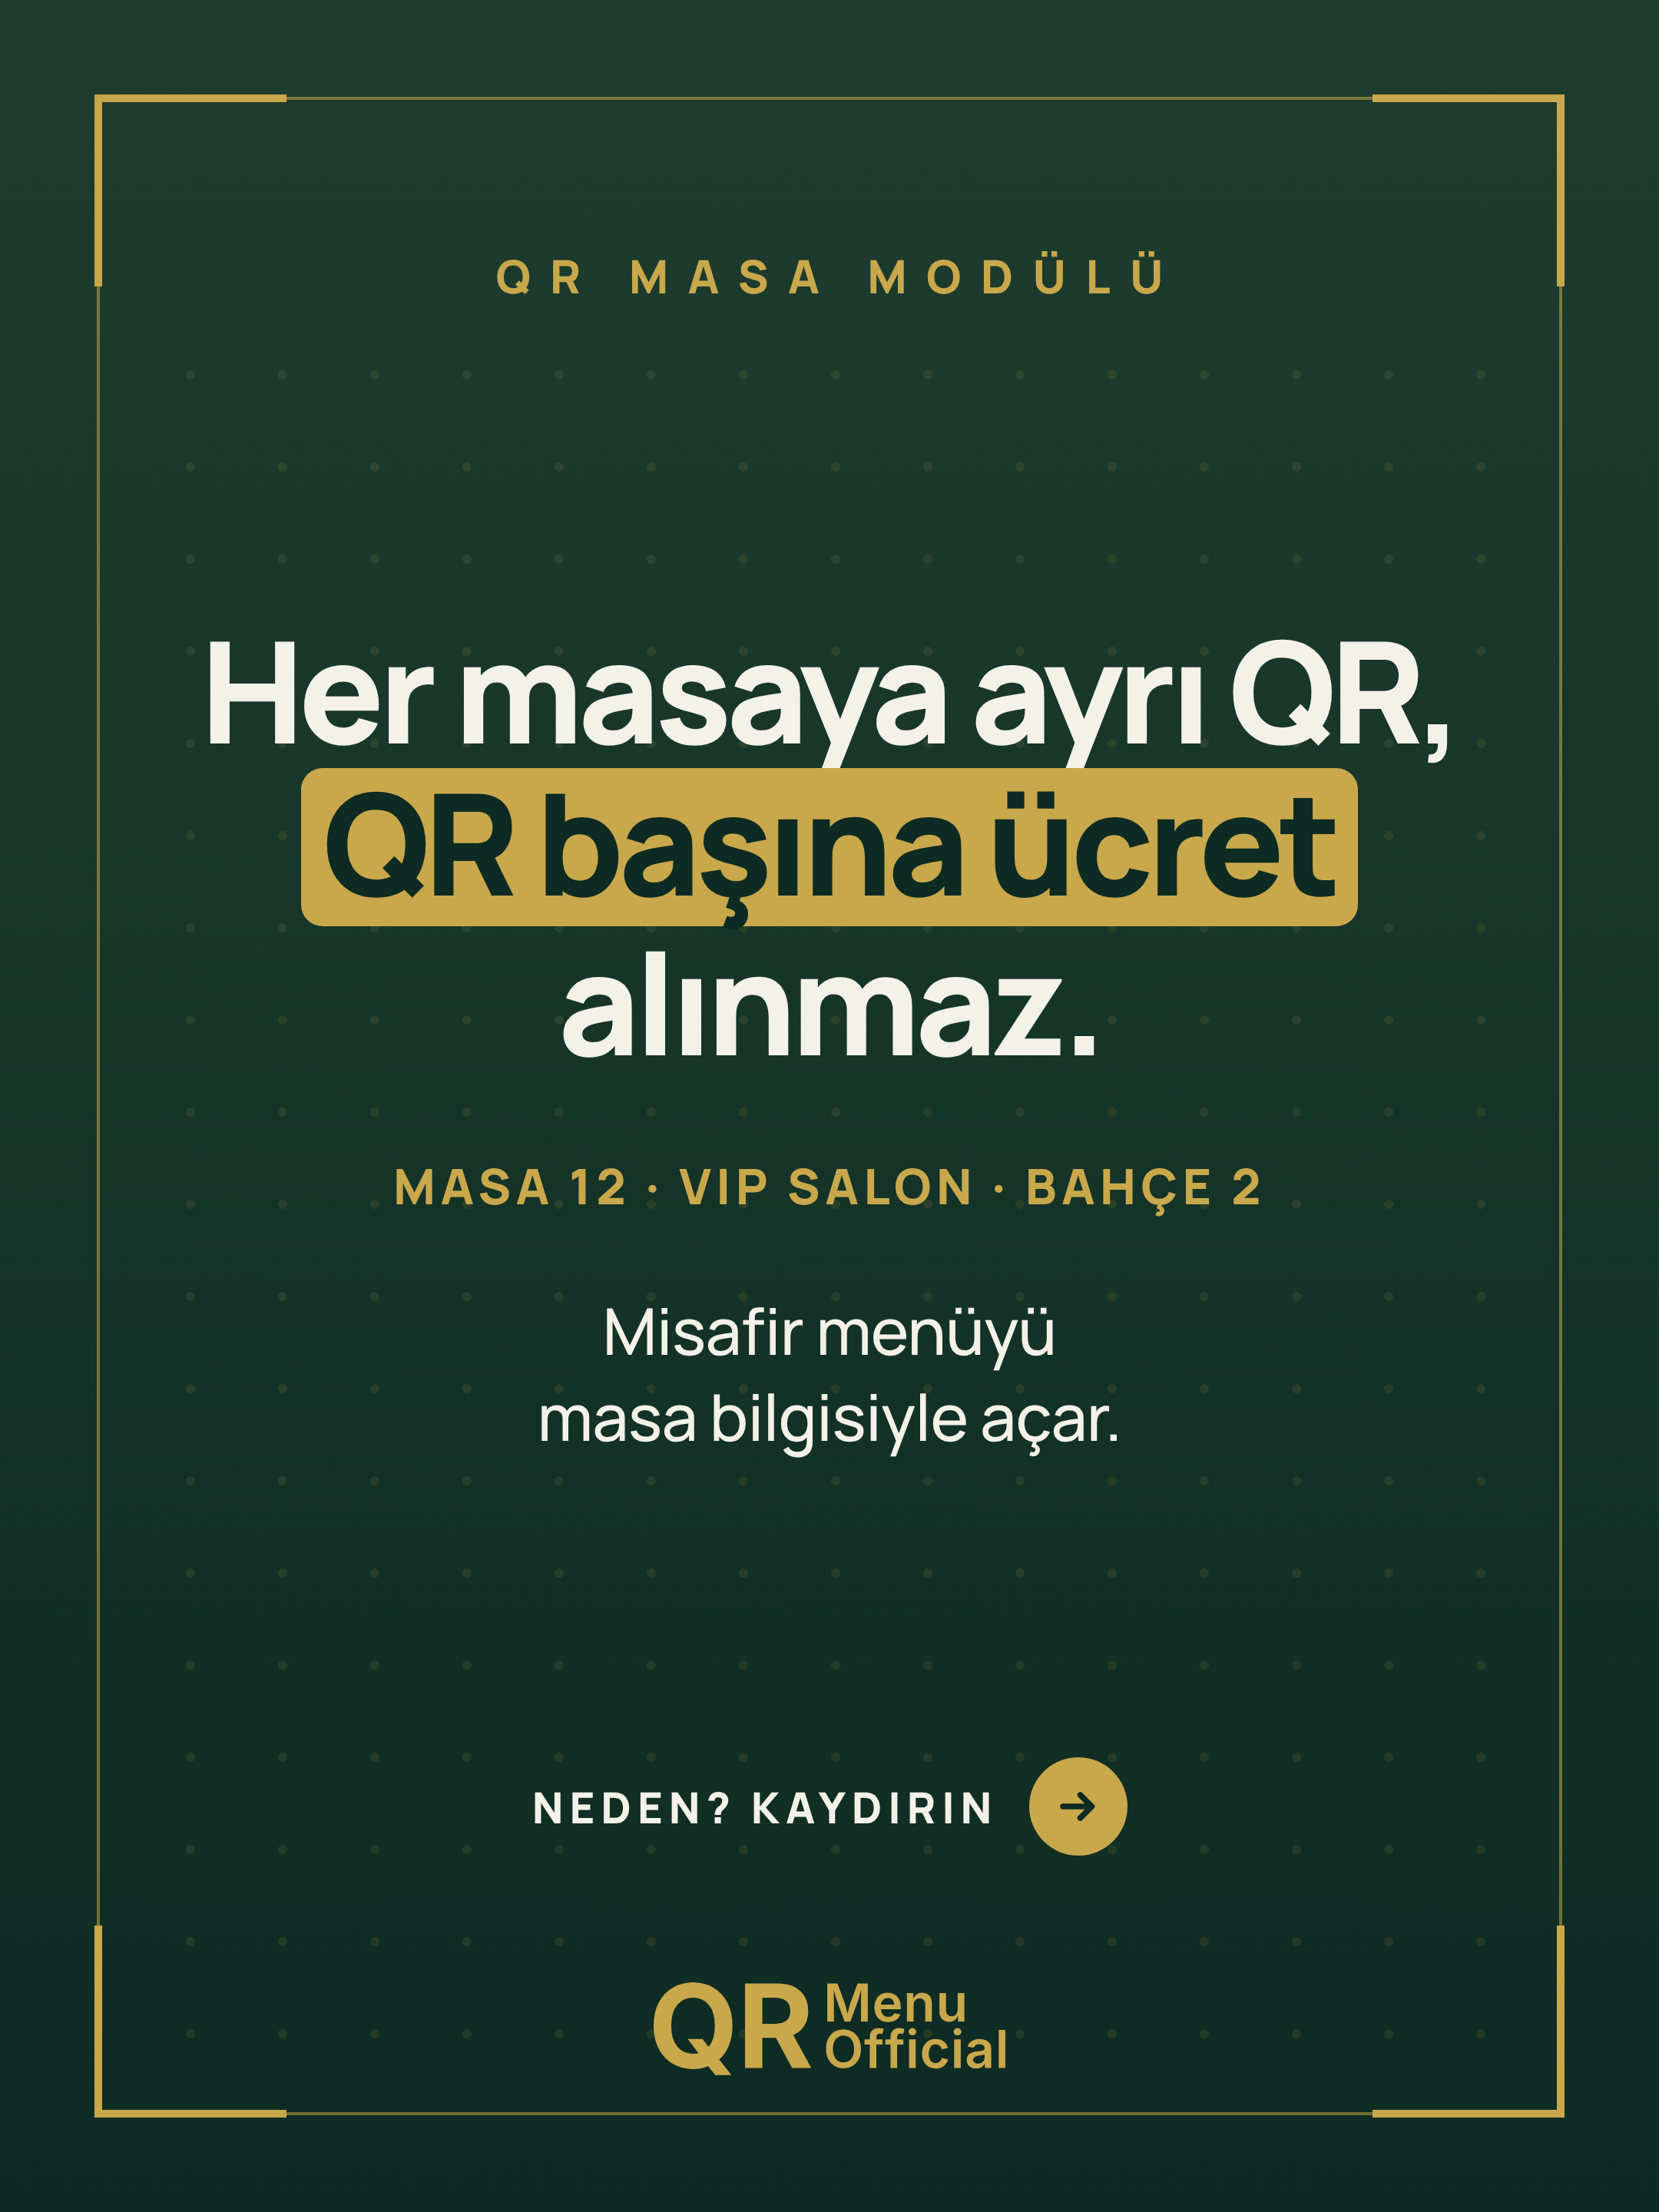 QR MASA MODÜLÜ
Her masaya ayrı QR,
QR başına ücret
alınmaz.
MASA 12 · VIP SALON · BAHÇE 2
Misafir menüyü
masa bilgisiyle açar.
NEDEN? KAYDIRIN
QR Menu
Official